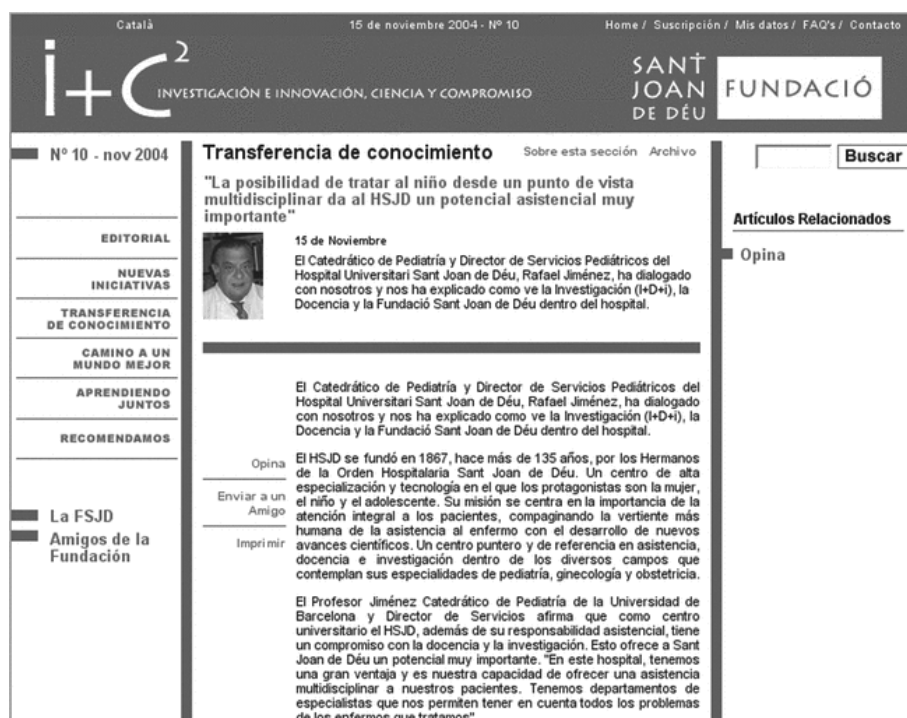 Català
15 de noviembre 2004 - Nº 10
Home / Suscripción / Mis datos / FAQ's / Contacto
i+C²
INVESTIGACIÓN E INNOVACIÓN, CIENCIA Y COMPROMISO
SANT
JOAN
DE DÉU
FUNDACIÓ
Nº 10 - nov 2004
EDITORIAL
NUEVAS
INICIATIVAS
TRANSFERENCIA
DE CONOCIMIENTO
CAMINO A UN
MUNDO MEJOR
APRENDIENDO
JUNTOS
RECOMENDAMOS
La FSJD
Amigos de la
Fundación
Transferencia de conocimiento
Sobre esta sección Archivo
"La posibilidad de tratar al niño desde un punto de vista
multidisciplinar da al HSJD un potencial asistencial muy
importante"
15 de Noviembre
El Catedrático de Pediatría y Director de Servicios Pediátricos del
Hospital Universitari Sant Joan de Déu, Rafael Jiménez, ha dialogado
con nosotros y nos ha explicado como ve la Investigación (I+D+i), la
Docencia y la Fundació Sant Joan de Déu dentro del hospital.
Opina
Enviar a un
Amigo
Imprimir
El Catedrático de Pediatría y Director de Servicios Pediátricos del
Hospital Universitari Sant Joan de Déu, Rafael Jiménez, ha dialogado
con nosotros y nos ha explicado como ve la Investigación (I+D+i), la
Docencia y la Fundació Sant Joan de Déu dentro del hospital.
El HSJD se fundó en 1867, hace más de 135 años, por los Hermanos
de la Orden Hospitalaria Sant Joan de Déu. Un centro de alta
especialización y tecnología en el que los protagonistas son la mujer,
el niño y el adolescente. Su misión se centra en la importancia de la
atención integral a los pacientes, compaginando la vertiente más
humana de la asistencia al enfermo con el desarrollo de nuevos
avances científicos. Un centro puntero y de referencia en asistencia,
docencia e investigación dentro de los diversos campos que
contemplan sus especialidades de pediatría, ginecología y obstetricia.
El Profesor Jiménez Catedrático de Pediatría de la Universidad de
Barcelona y Director de Servicios afirma que como centro
universitario el HSJD, además de su responsabilidad asistencial, tiene
un compromiso con la docencia y la investigación. Esto ofrece a Sant
Joan de Déu un potencial muy importante. "En este hospital, tenemos
una gran ventaja y es nuestra capacidad de ofrecer una asistencia
multidisciplinar a nuestros pacientes. Tenemos departamentos de
especialistas que nos permiten tener en cuenta todos los problemas
de los enfermos que tratamos"
Buscar
Artículos Relacionados
Opina